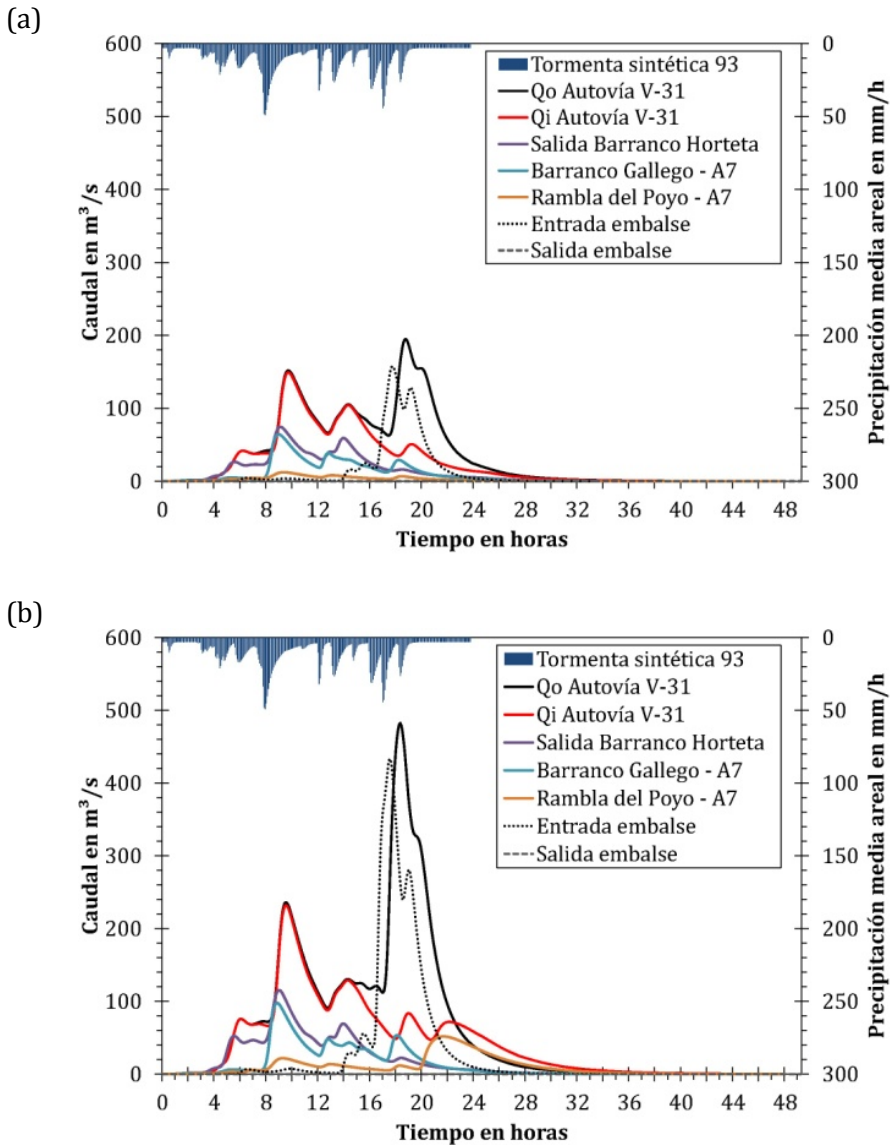 (a)
600
500
400
300
200
100
0
Caudal en m³/s
0
50
100
150
200
250
300
Precipitación media areal en mm/h
Tormenta sintética 93
Qo Autovía V-31
Qi Autovía V-31
Salida Barranco Horteta
Barranco Gallego - A7
Rambla del Poyo - A7
Entrada embalse
Salida embalse
0 4 8 12 16 20 24 28 32 36 40 44 48
Tiempo en horas
(b)
600
500
400
300
200
100
0
Caudal en m³/s
0
50
100
150
200
250
300
Precipitación media areal en mm/h
Tormenta sintética 93
Qo Autovía V-31
Qi Autovía V-31
Salida Barranco Horteta
Barranco Gallego - A7
Rambla del Poyo - A7
Entrada embalse
Salida embalse
0 4 8 12 16 20 24 28 32 36 40 44 48
Tiempo en horas